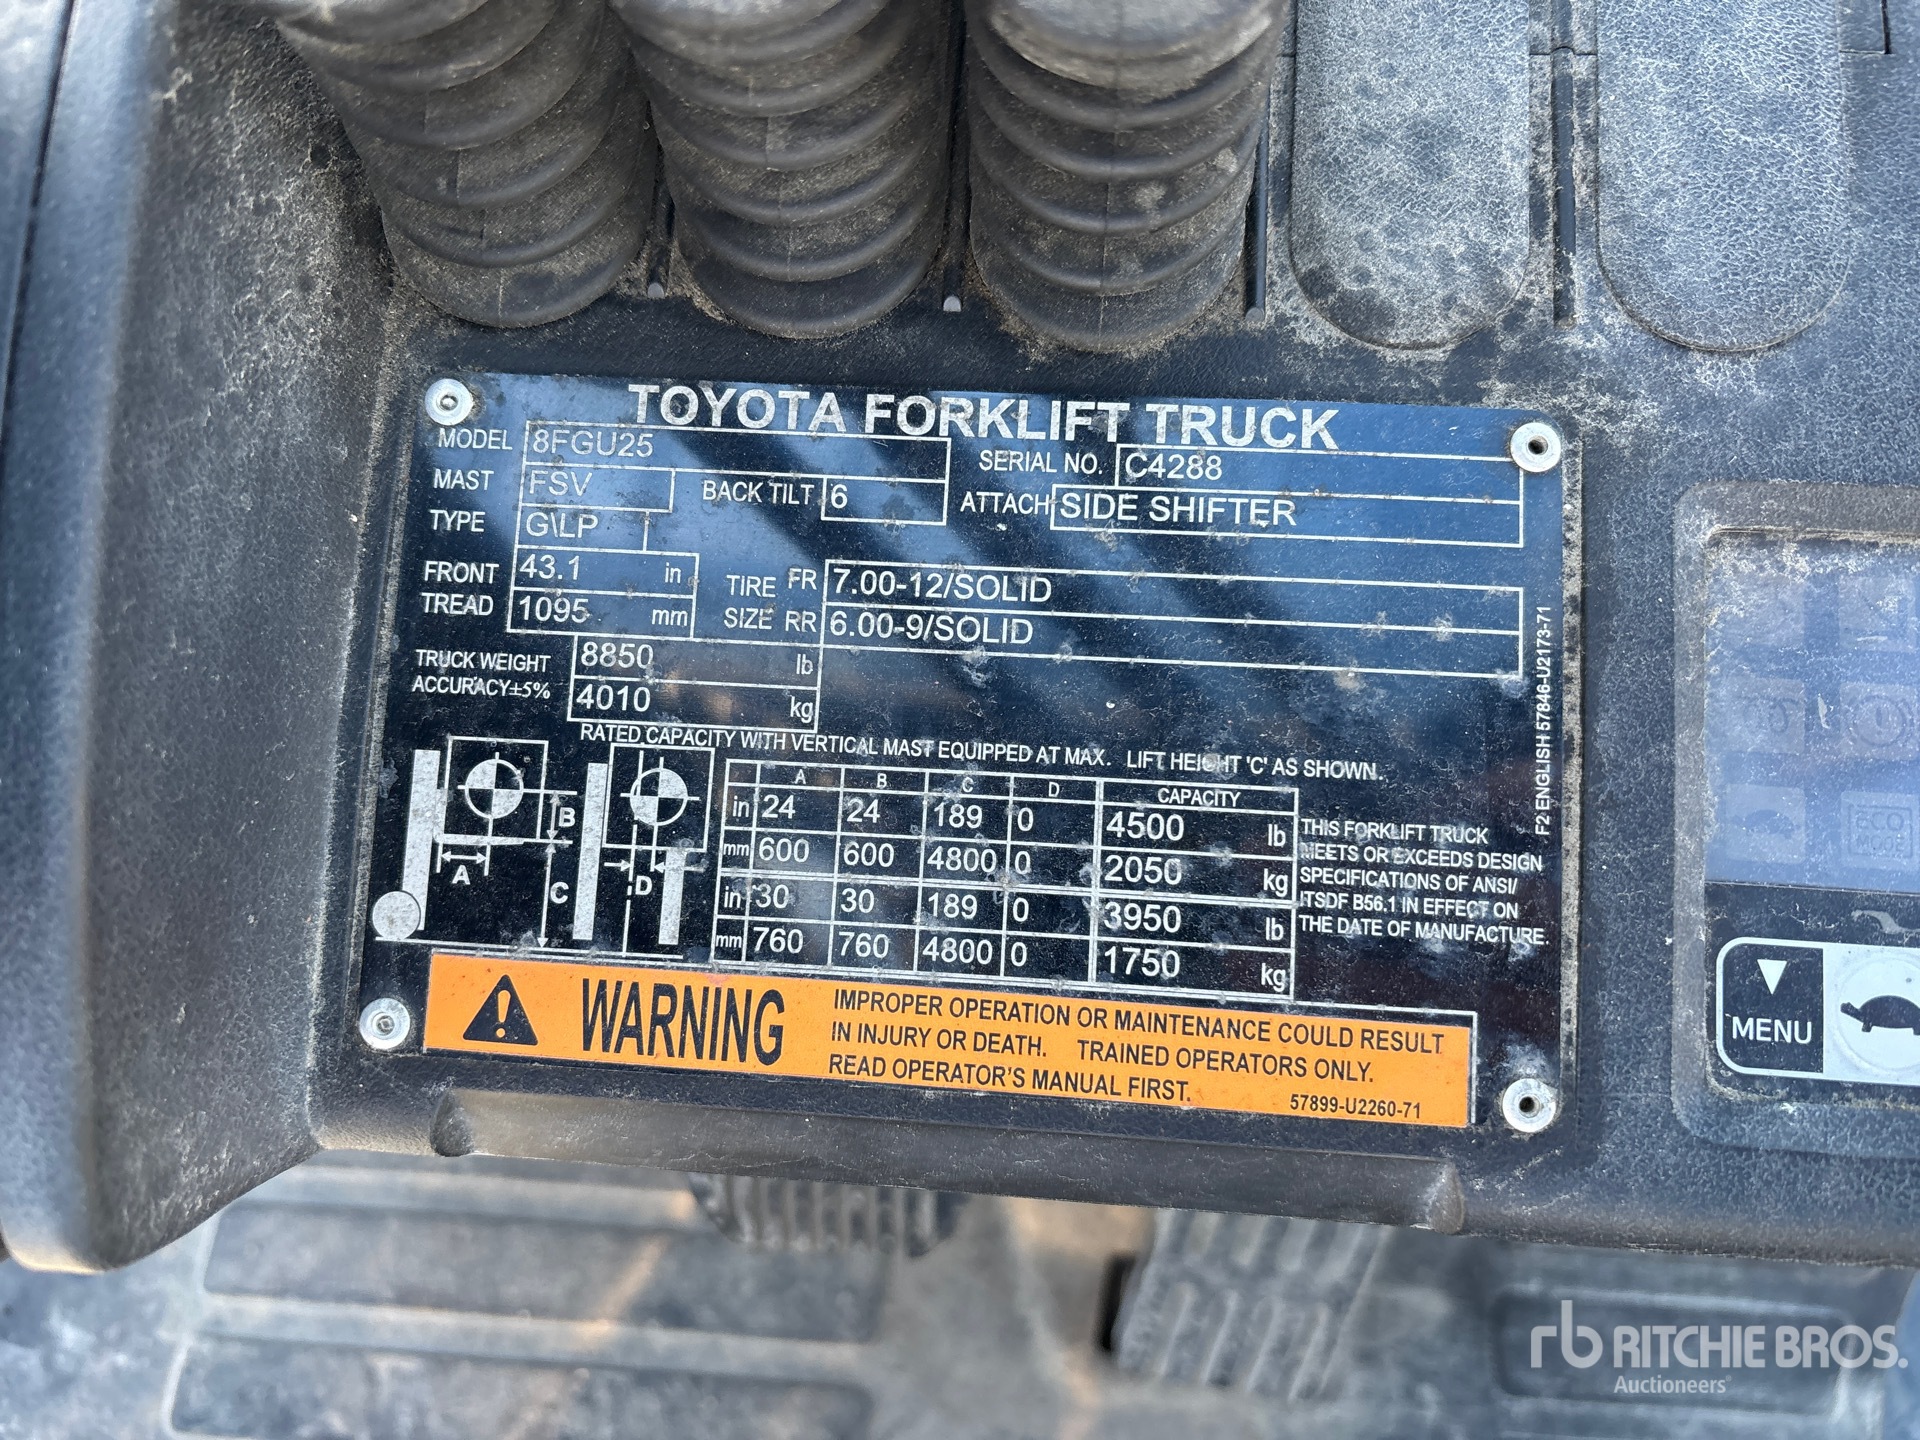 TOYOTA FORKLIFT TRUCK
MODEL 8FGU25 SERIAL NO. C4288
MAST FSV BACK TILT 6 ATTACH SIDE SHIFTER
TYPE G\LP
FRONT TREAD 43.1 in
1095 mm
TIRE SIZE FR 7.00-12/SOLID
RR 6.00-9/SOLID
TRUCK WEIGHT 8850 lb
ACCURACY±5% 4010 kg
RATED CAPACITY WITH VERTICAL MAST EQUIPPED AT MAX. LIFT HEIGHT 'C' AS SHOWN.
A B C D CAPACITY
in 24 24 189 0 4500 lb
mm 600 600 4800 0 2050 kg
in 30 30 189 0 3950 lb
mm 760 760 4800 0 1750 kg
A B C D
THIS FORKLIFT TRUCK
MEETS OR EXCEEDS DESIGN
SPECIFICATIONS OF ANSI/
ITSDF B56.1 IN EFFECT ON
THE DATE OF MANUFACTURE.
F2 ENGLISH 57846-U2173-71
WARNING
IMPROPER OPERATION OR MAINTENANCE COULD RESULT
IN INJURY OR DEATH. TRAINED OPERATORS ONLY.
READ OPERATOR'S MANUAL FIRST.
57899-U2260-71
MENU
rb RITCHIE BROS.
Auctioneers